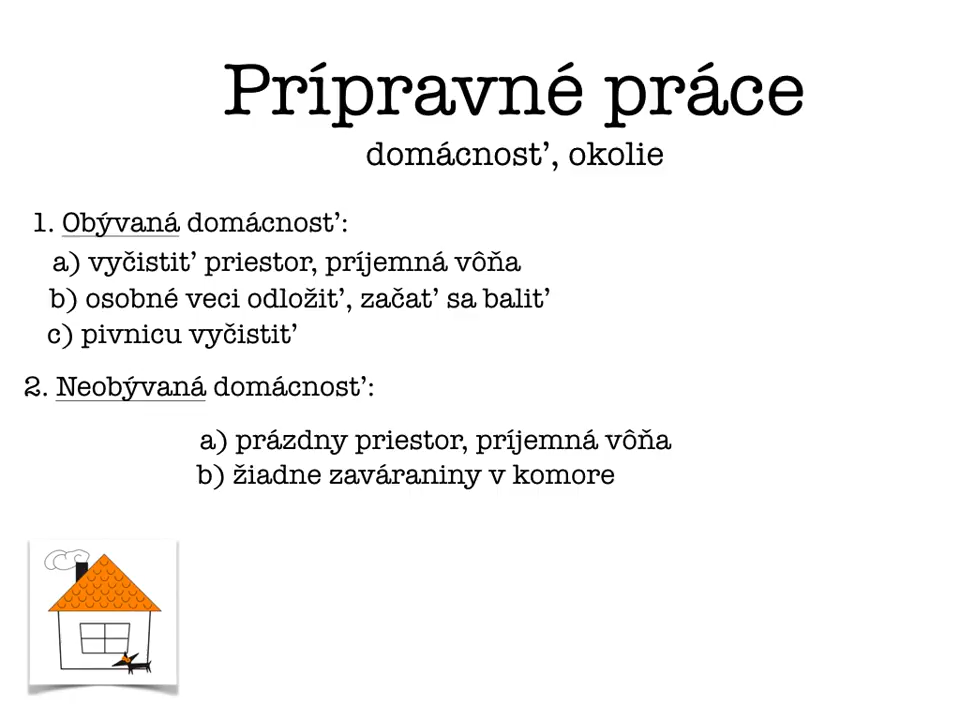 Prípravné práce
domácnosť, okolie
1. Obývaná domácnosť:
a) vyčistiť priestor, príjemná vôňa
b) osobné veci odložiť, začať sa baliť
c) pivnicu vyčistiť
2. Neobývaná domácnosť:
a) prázdny priestor, príjemná vôňa
b) žiadne zaváraniny v komore